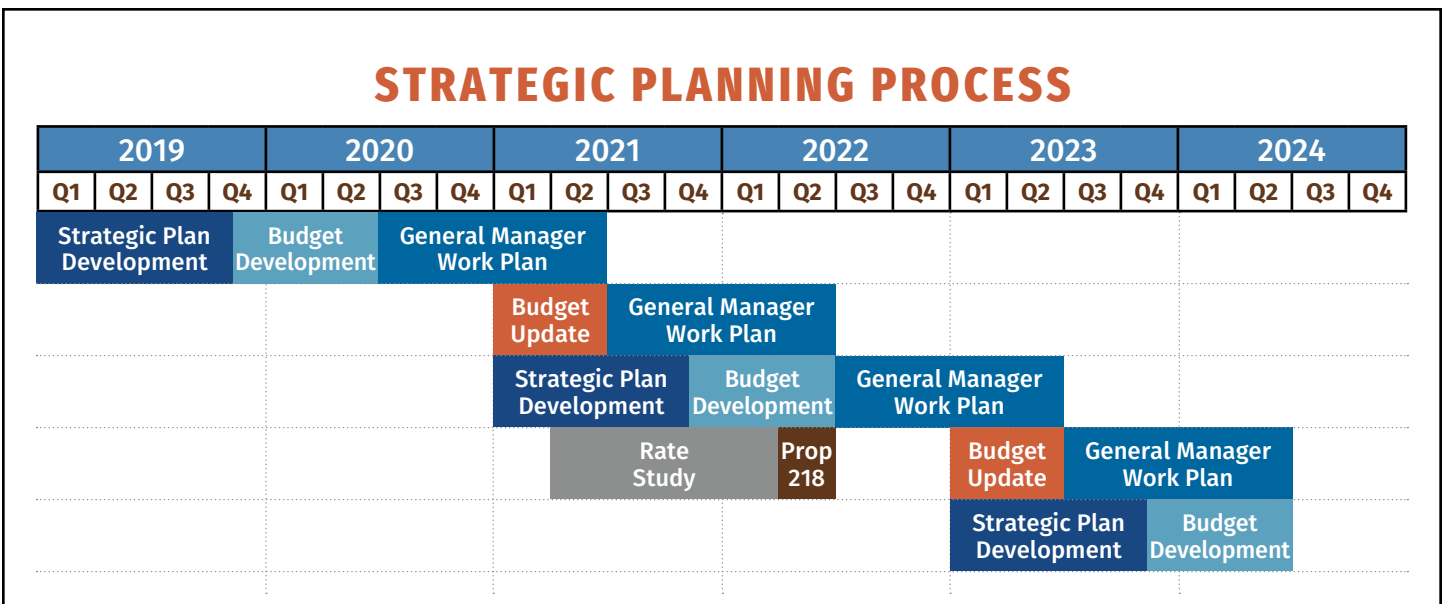 STRATEGIC PLANNING PROCESS
2019 2020 2021 2022 2023 2024
Q1 Q2 Q3 Q4 Q1 Q2 Q3 Q4 Q1 Q2 Q3 Q4 Q1 Q2 Q3 Q4 Q1 Q2 Q3 Q4 Q1 Q2 Q3 Q4
Strategic Plan
Development
Budget
Development
General Manager
Work Plan
Budget
Update
General Manager
Work Plan
Strategic Plan
Development
Budget
Development
General Manager
Work Plan
Rate
Study
Prop
218
Budget
Update
General Manager
Work Plan
Strategic Plan
Development
Budget
Development